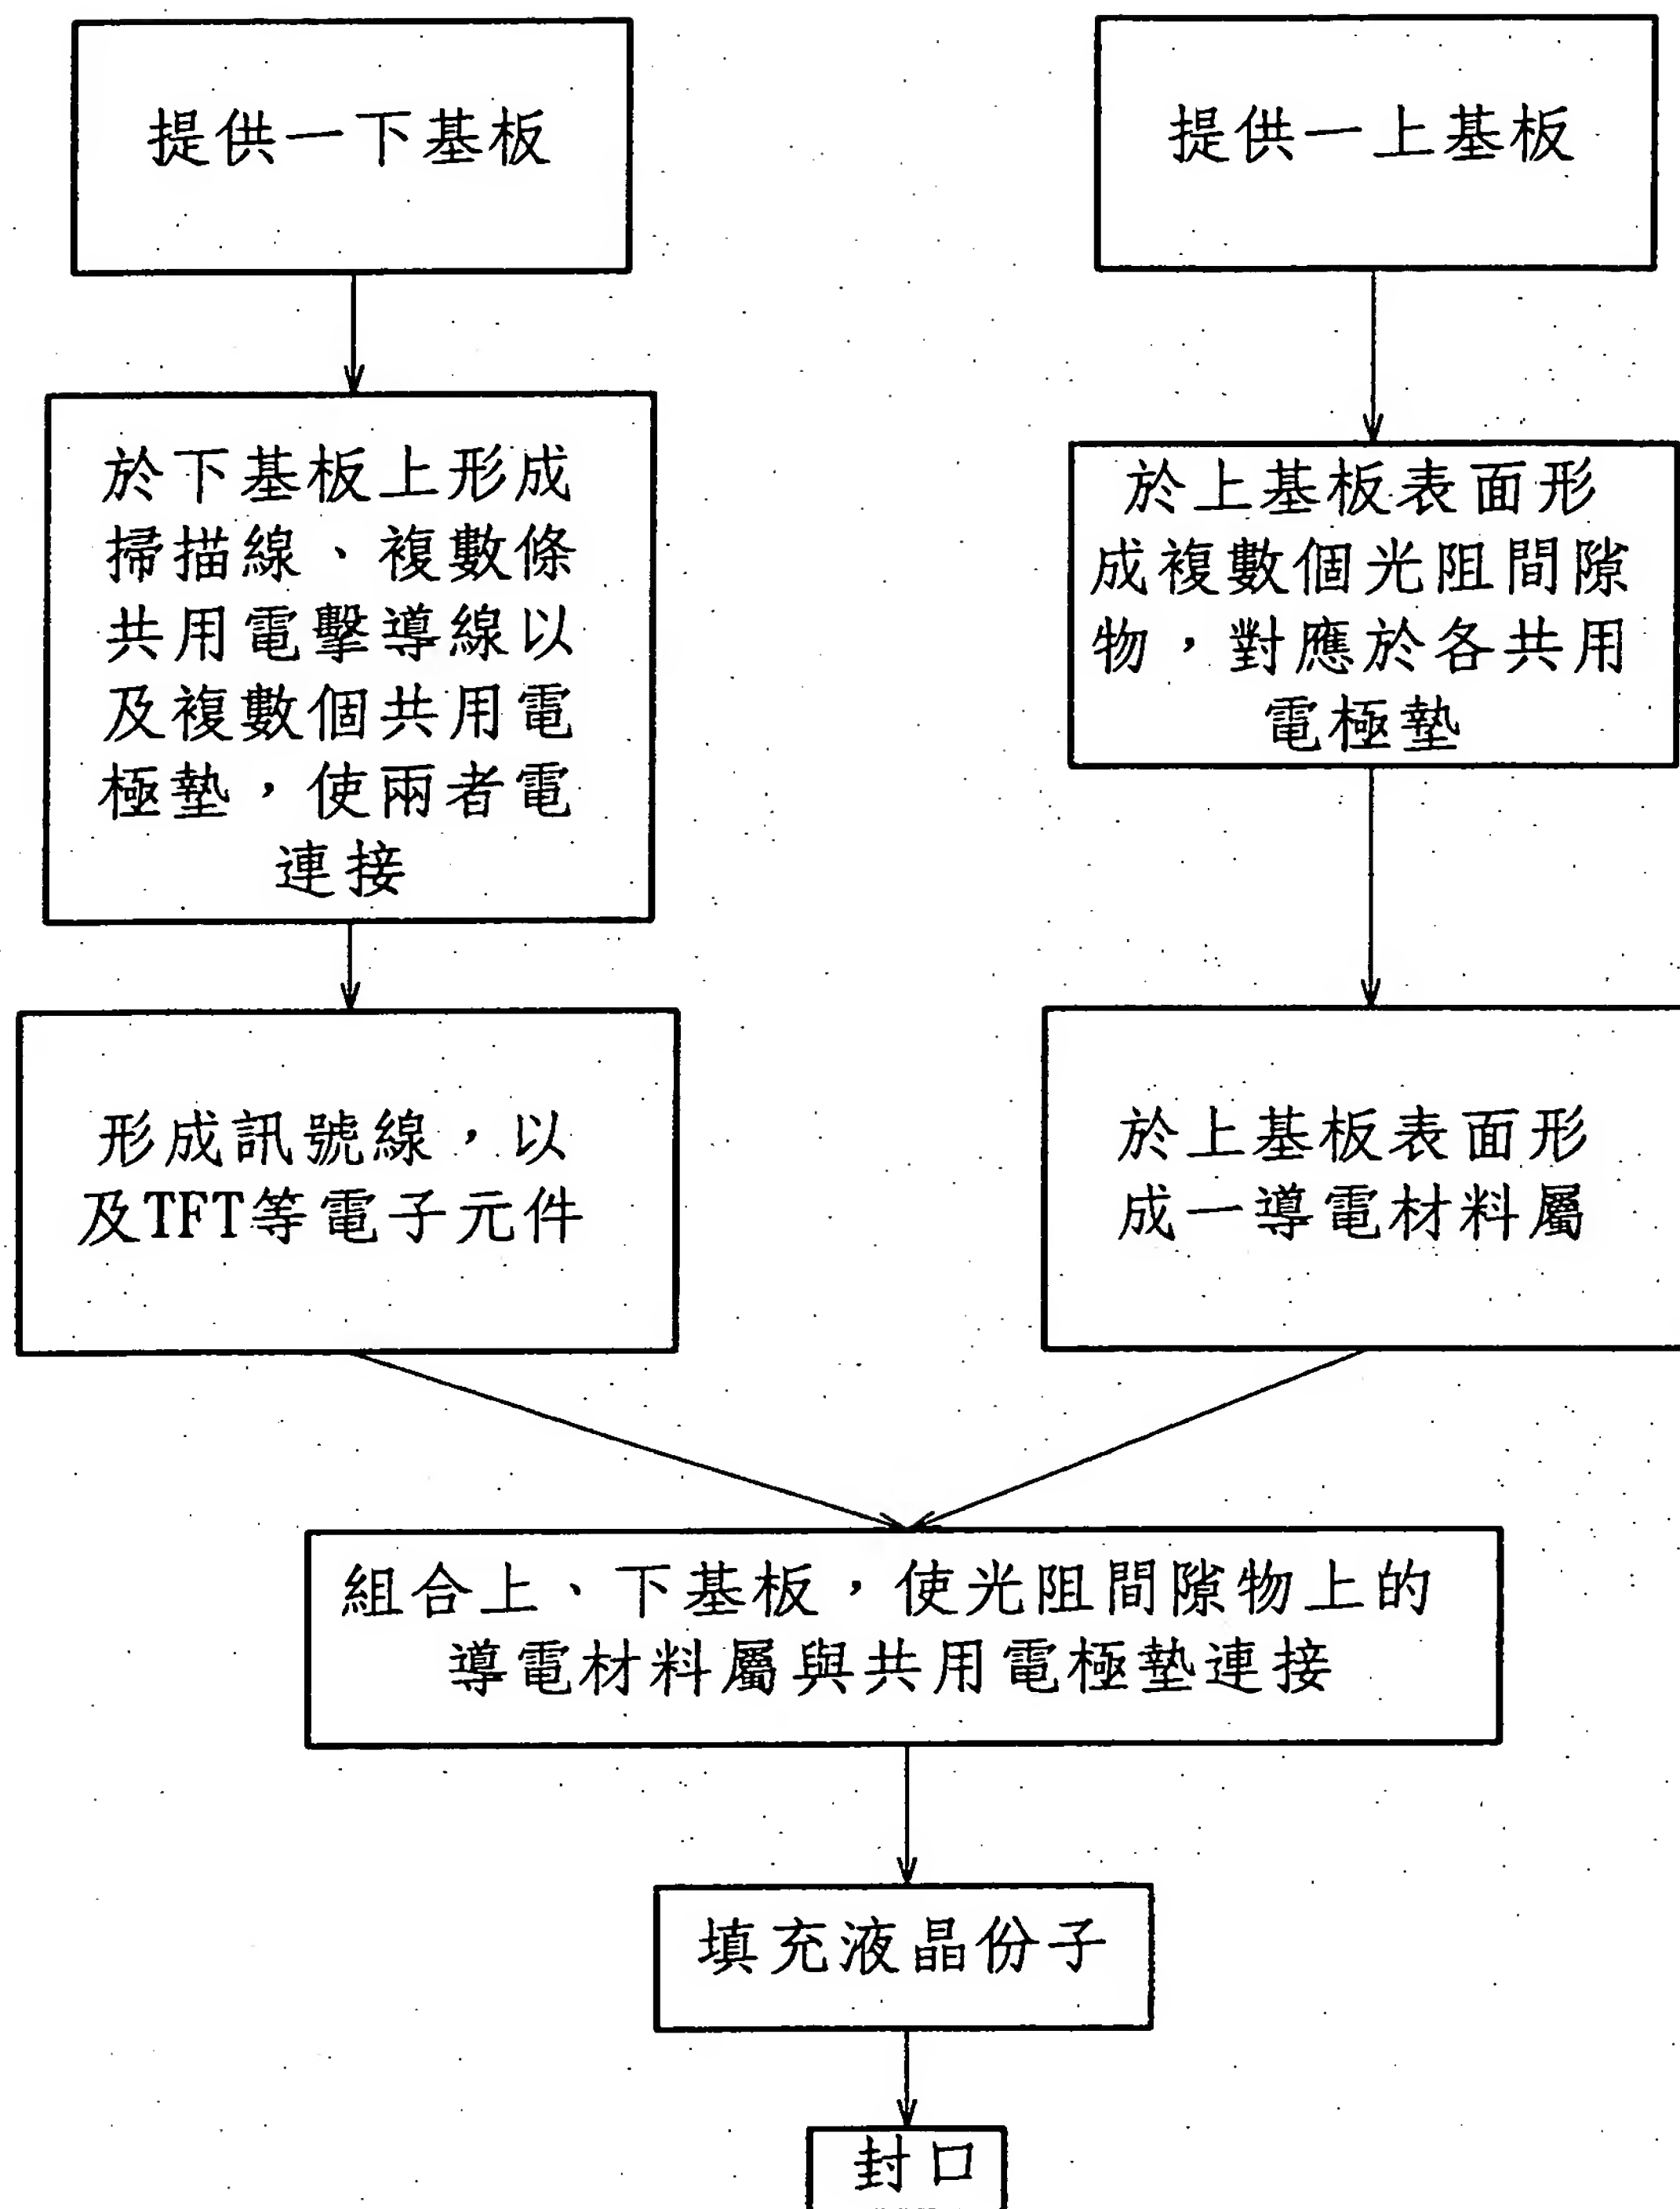 提供一下基板
於下基板上形成
掃描線、複數條
共用電擊導線以
及複數個共用電
極墊，使兩者電
連接
形成訊號線，以
及TFT等電子元件
提供一上基板
於上基板表面形
成複數個光阻間隙
物，對應於各共用
電極墊
於上基板表面形
成一導電材料屬
組合上、下基板，使光阻間隙物上的
導電材料屬與共用電極墊連接
填充液晶份子
封口